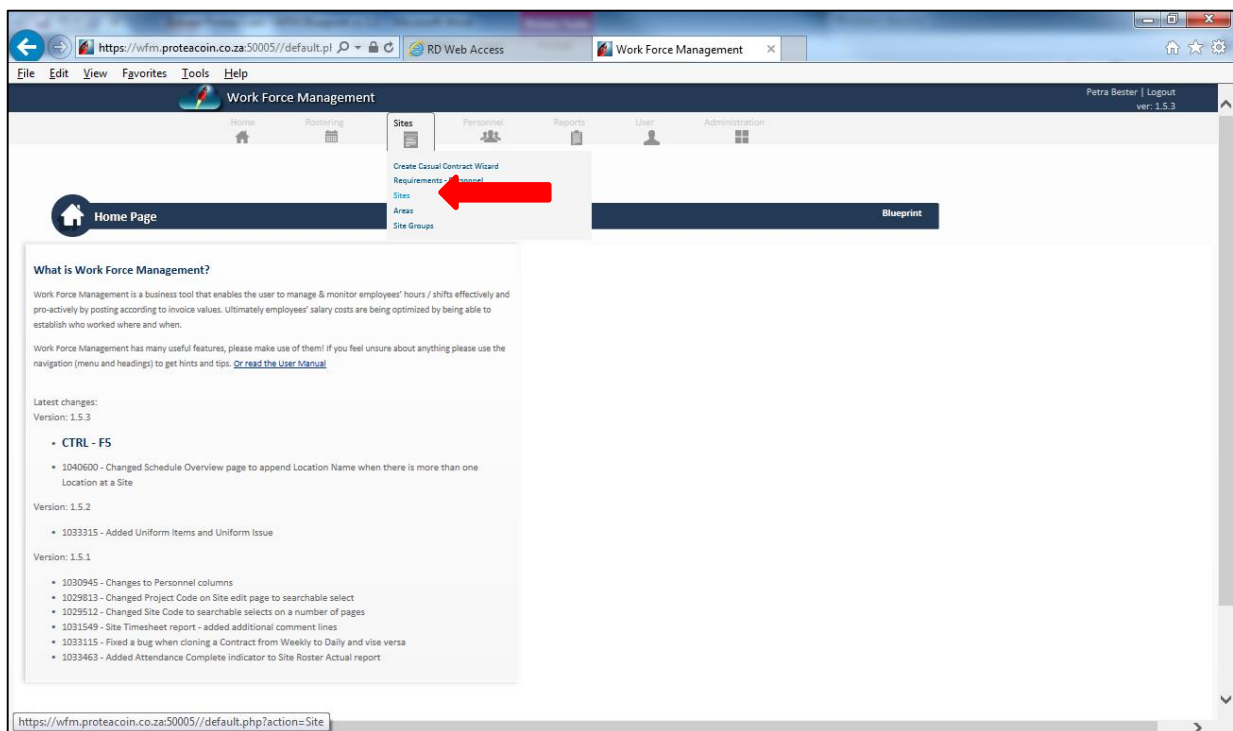 https://wfm.proteacoin.co.za:50005//default.pl
RD Web Access
Work Force Management
File Edit View Favorites Tools Help
Work Force Management
Petra Bester | Logout
ver: 1.5.3
Home Rostering Sites Personnel Reports User Administration
Create Casual Contract Wizard
Requirements - Personnel
Sites
Areas
Site Groups
Home Page
Blueprint
What is Work Force Management?
Work Force Management is a business tool that enables the user to manage & monitor employees' hours / shifts effectively and
pro-actively by posting according to invoice values. Ultimately employees' salary costs are being optimized by being able to
establish who worked where and when.
Work Force Management has many useful features, please make use of them! If you feel unsure about anything please use the
navigation (menu and headings) to get hints and tips. Or read the User Manual
Latest changes:
Version: 1.5.3
• CTRL - F5
• 1040600 - Changed Schedule Overview page to append Location Name when there is more than one
Location at a Site
Version: 1.5.2
• 1033315 - Added Uniform Items and Uniform Issue
Version: 1.5.1
• 1030945 - Changes to Personnel columns
• 1029813 - Changed Project Code on Site edit page to searchable select
• 1029512 - Changed Site Code to searchable selects on a number of pages
• 1031549 - Site Timesheet report - added additional comment lines
• 1033115 - Fixed a bug when cloning a Contract from Weekly to Daily and vise versa
• 1033463 - Added Attendance Complete indicator to Site Roster Actual report
https://wfm.proteacoin.co.za:50005//default.php?action=Site